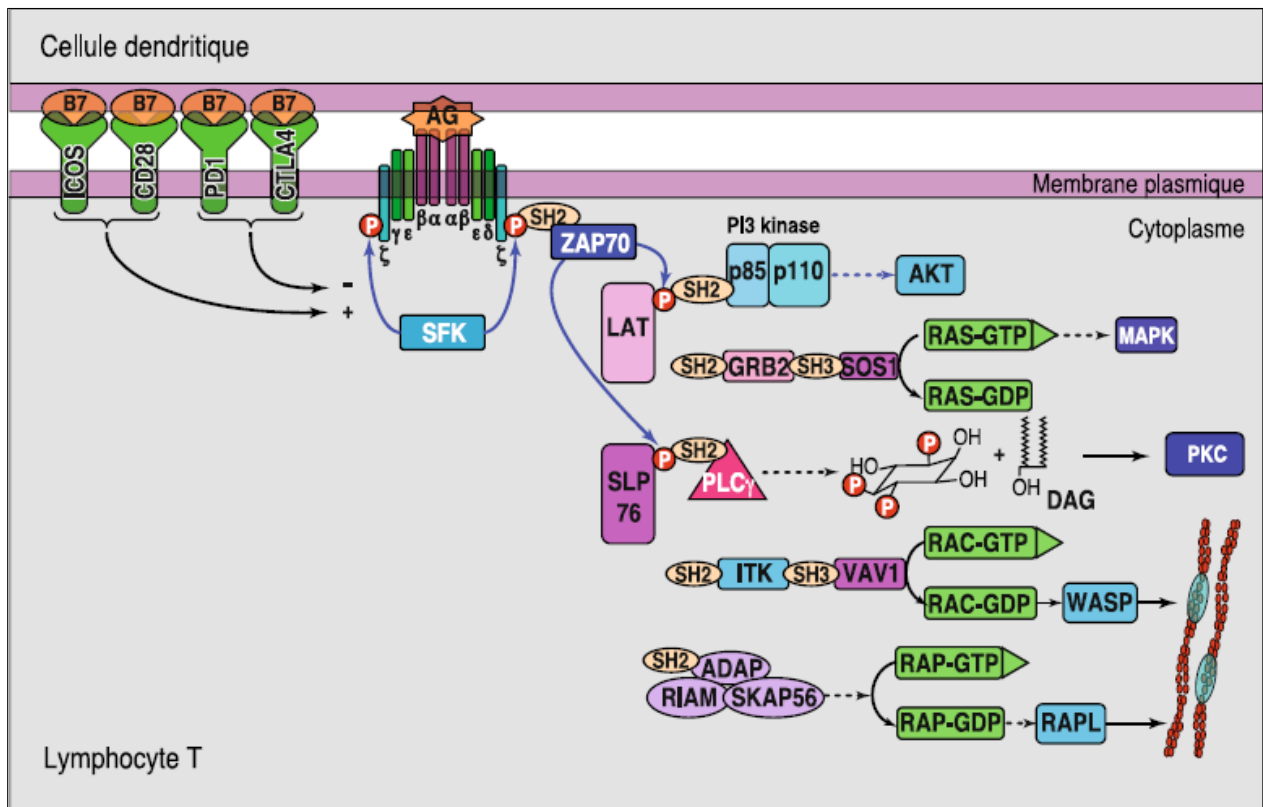 Cellule dendritique
B7 B7 B7 B7
AG
ICOS
CD28
PD1
CTLA4
Membrane plasmique
Cytoplasme
P
ζ
γ ε
β α α β
ε δ
ζ
P
SH2
ZAP70
-
+
SFK
LAT
P
SH2
PI3 kinase
p85 p110
AKT
SH2 GRB2 SH3 SOS1
RAS-GTP
MAPK
RAS-GDP
SLP
76
P
SH2
PLCγ
P
OH
HO
OH
P
P
+
OH
DAG
PKC
SH2 ITK SH3 VAV1
RAC-GTP
RAC-GDP
WASP
SH2
ADAP
RIAM SKAP56
RAP-GTP
RAP-GDP
RAPL
Lymphocyte T